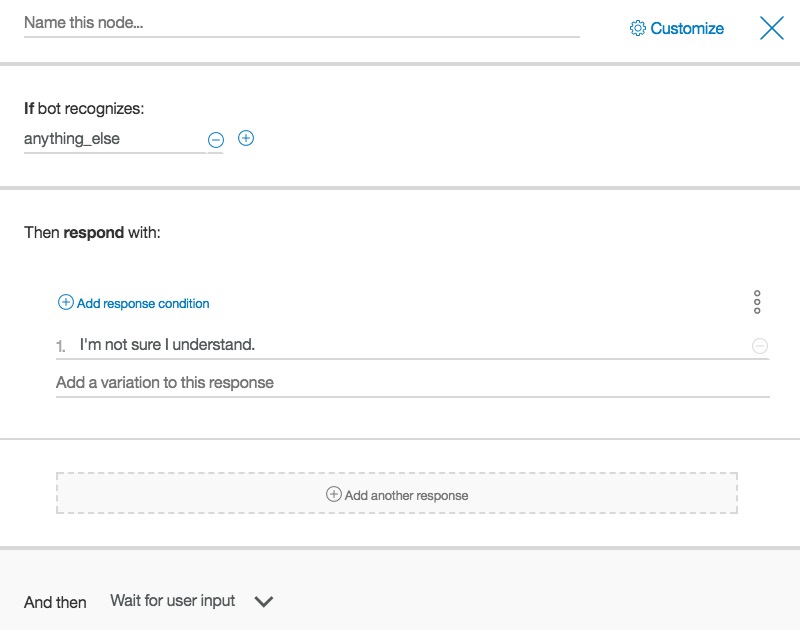 Name this node...
Customize
If bot recognizes:
anything_else
Then respond with:
Add response condition
1. I'm not sure I understand.
Add a variation to this response
Add another response
And then Wait for user input